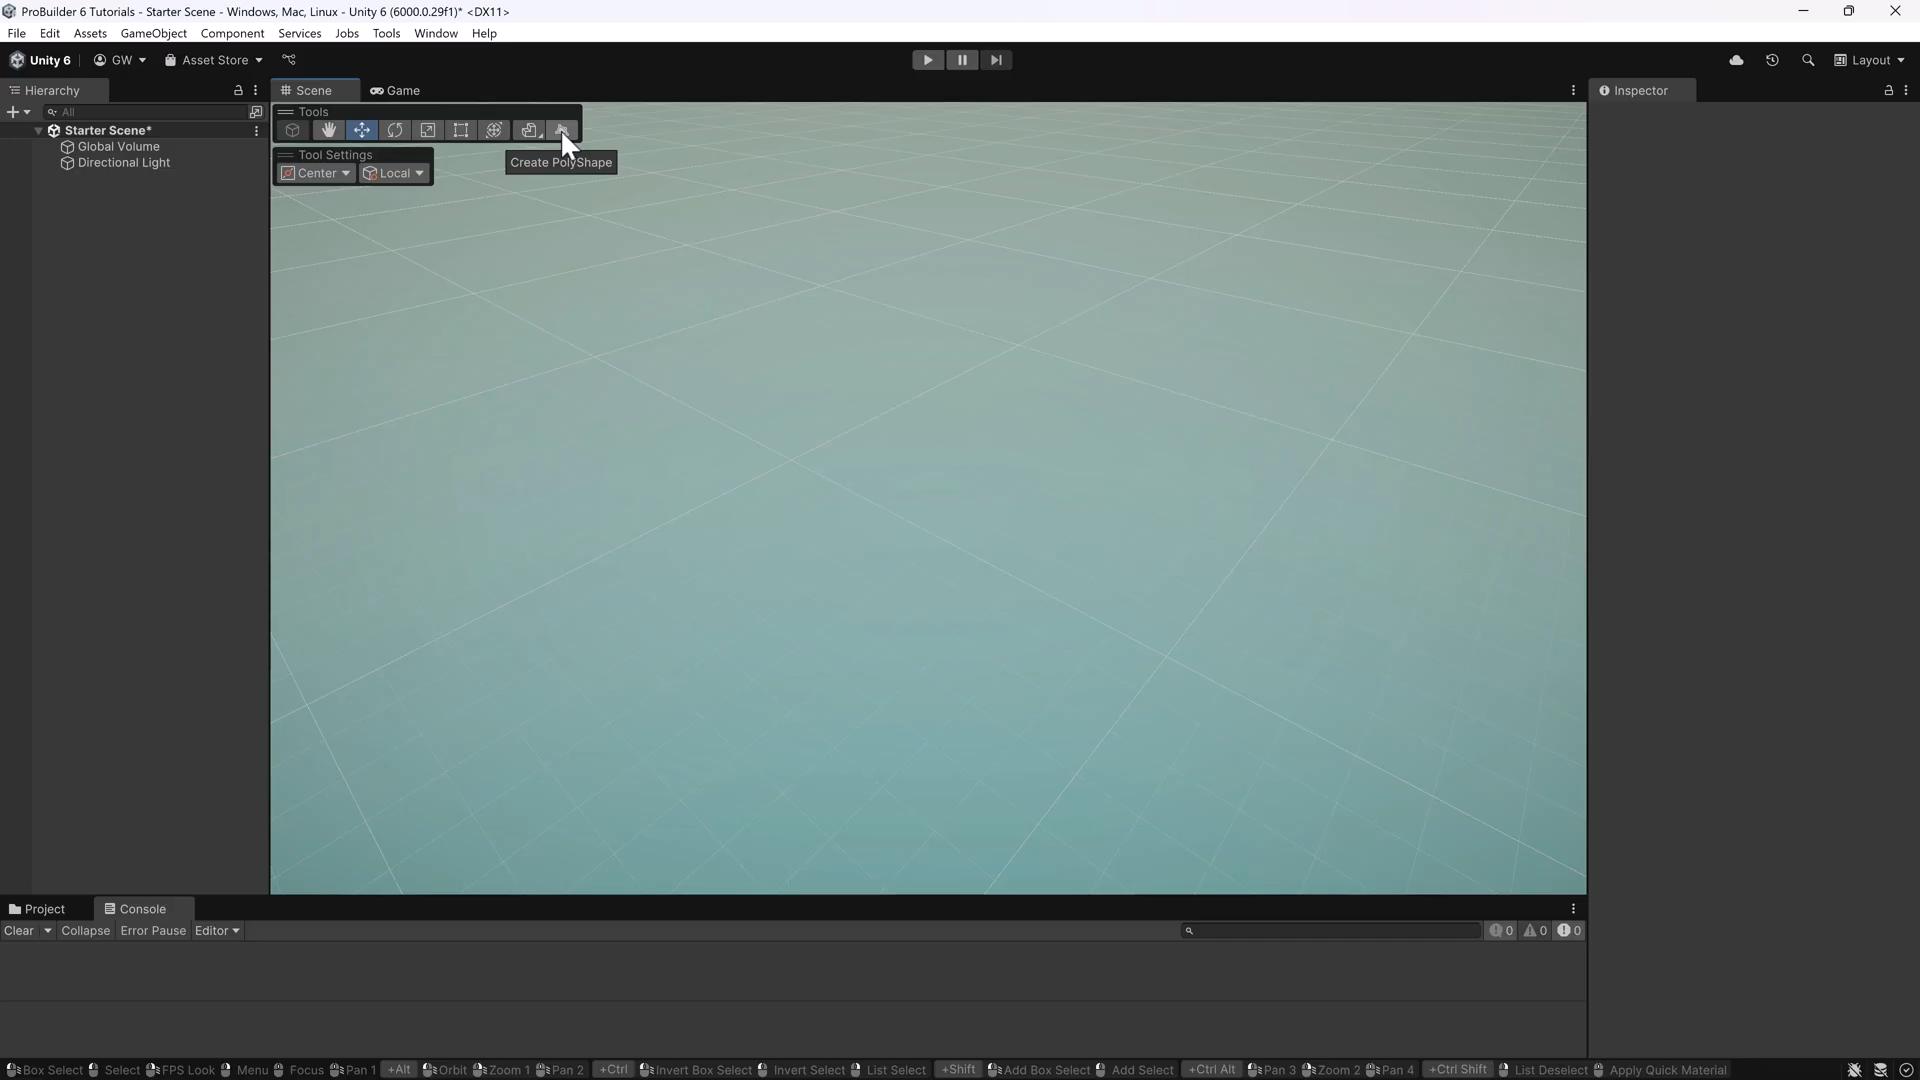 ProBuilder 6 Tutorials - Starter Scene - Windows, Mac, Linux - Unity 6 (6000.0.29f1)* <DX11>
File Edit Assets GameObject Component Services Jobs Tools Window Help
Unity 6 GW Asset Store Layout
Hierarchy Scene Game Inspector
All
Tools
Starter Scene*
Global Volume
Directional Light
Tool Settings
Center Local
Create PolyShape
Project Console
Clear Collapse Error Pause Editor 0 0 0
Box Select Select FPS Look Menu Focus Pan 1 +Alt Orbit Zoom 1 Pan 2 +Ctrl Invert Box Select Invert Select List Select +Shift Add Box Select Add Select +Ctrl Alt Pan 3 Zoom 2 Pan 4 +Ctrl Shift List Deselect Apply Quick Material